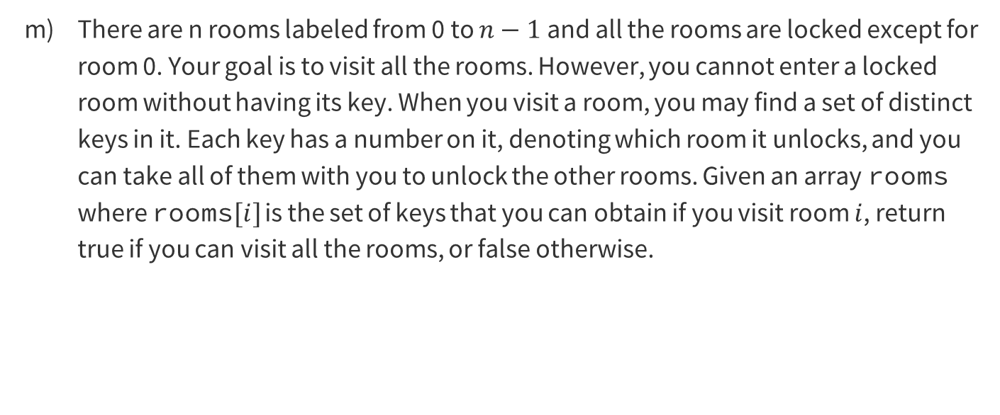 m) There are n rooms labeled from 0 to n − 1 and all the rooms are locked except for
room 0. Your goal is to visit all the rooms. However, you cannot enter a locked
room without having its key. When you visit a room, you may find a set of distinct
keys in it. Each key has a number on it, denoting which room it unlocks, and you
can take all of them with you to unlock the other rooms. Given an array rooms
where rooms[i] is the set of keys that you can obtain if you visit room i, return
true if you can visit all the rooms, or false otherwise.